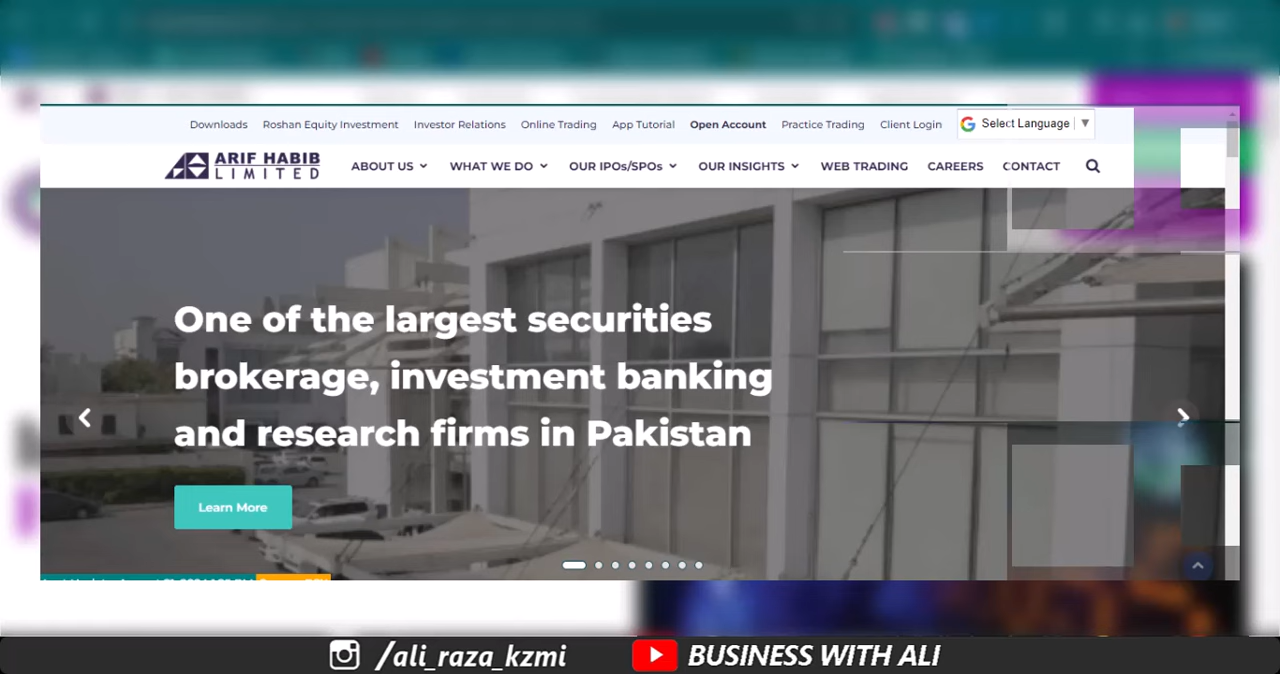 Downloads Roshan Equity Investment Investor Relations Online Trading App Tutorial Open Account Practice Trading Client Login Select Language
ARIF HABIB
LIMITED
ABOUT US WHAT WE DO OUR IPOs/SPOs OUR INSIGHTS WEB TRADING CAREERS CONTACT
One of the largest securities
brokerage, investment banking
and research firms in Pakistan
Learn More
/ali_raza_kzmi BUSINESS WITH ALI